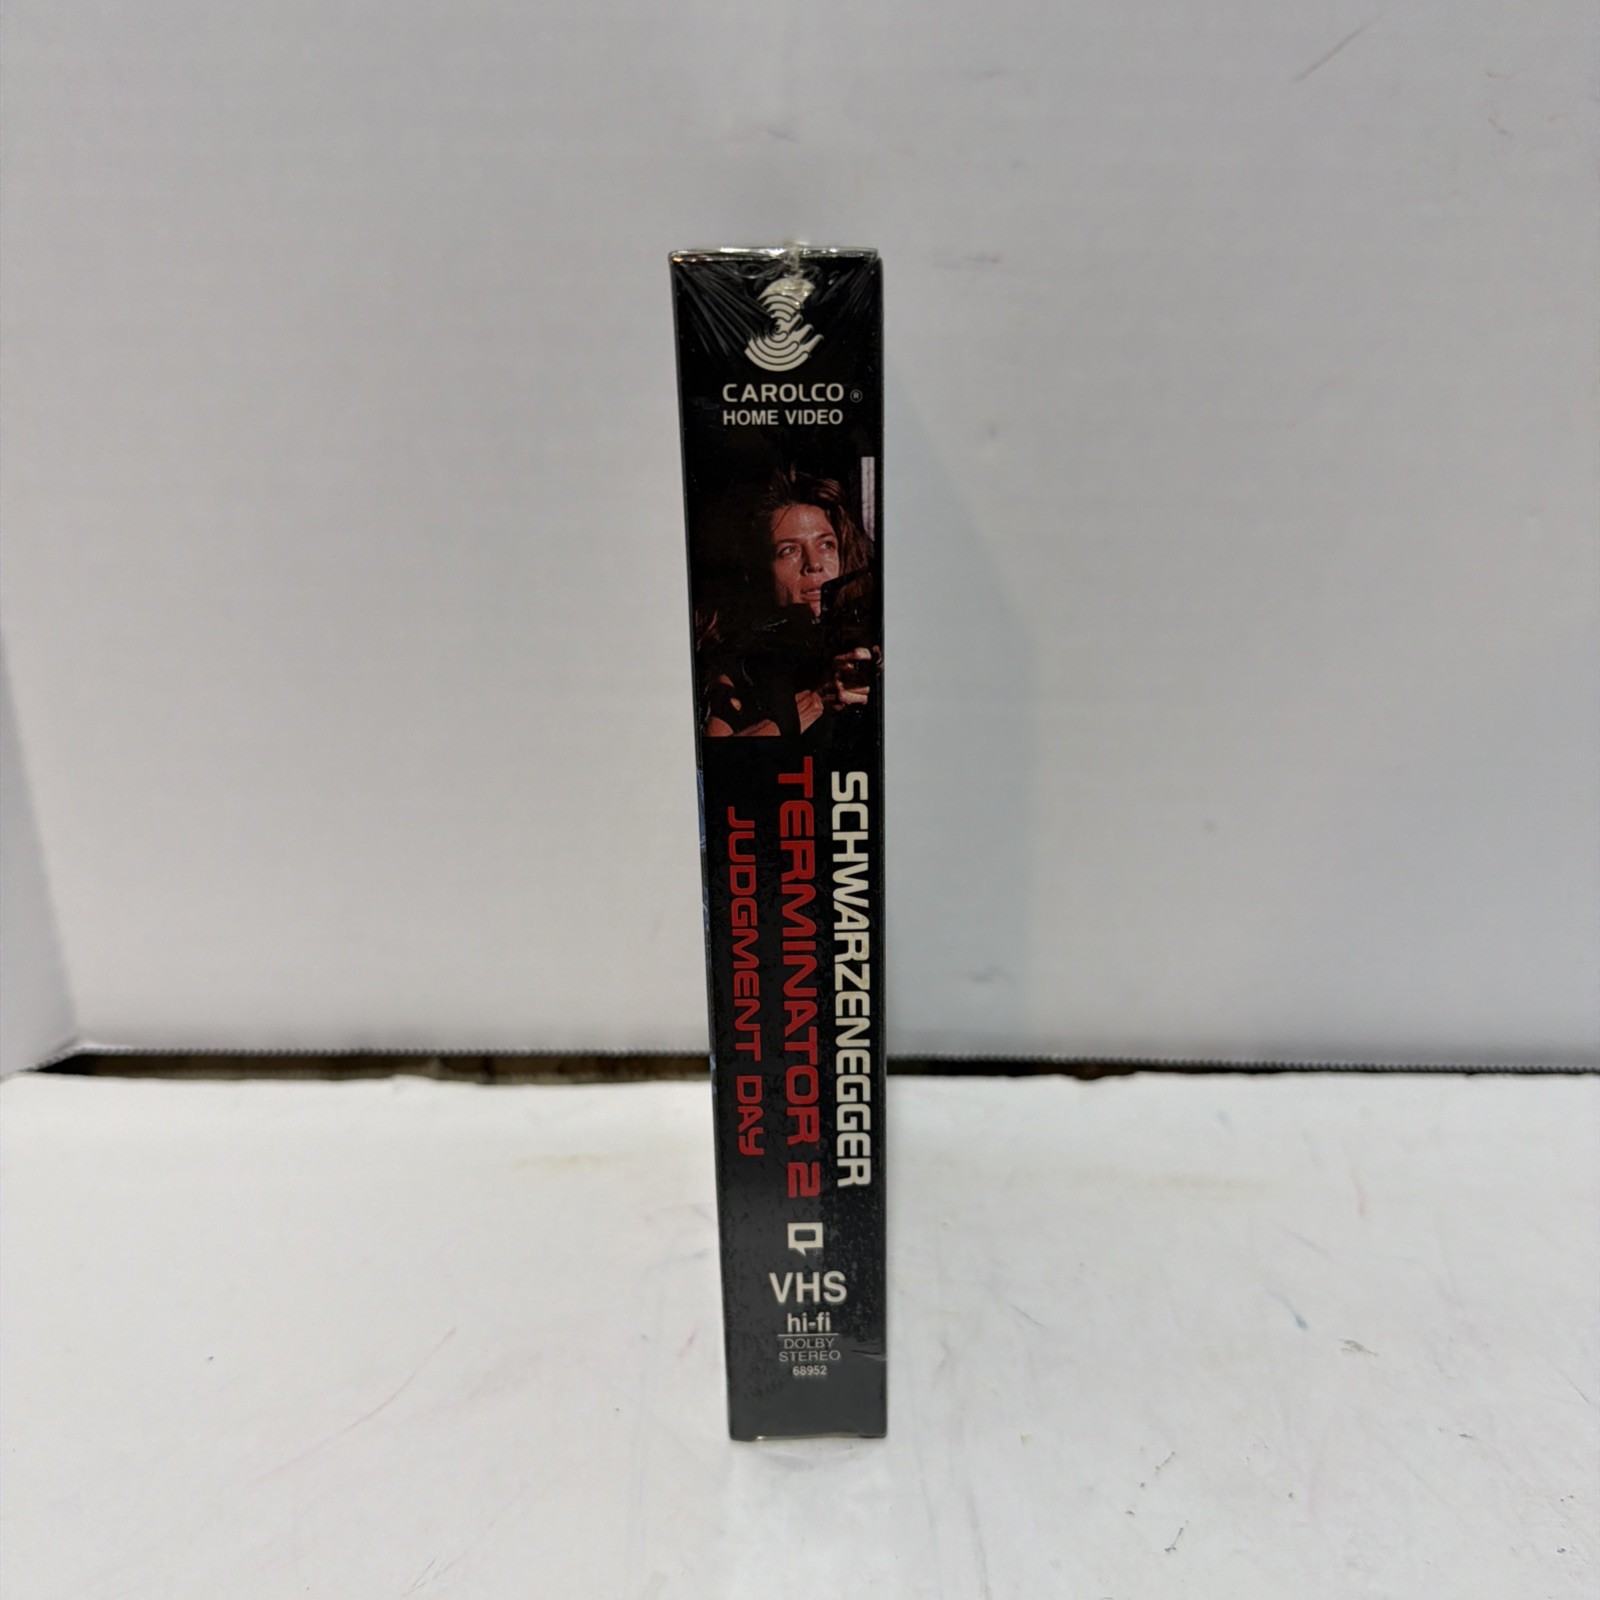 CAROLCO ®
HOME VIDEO
SCHWARZENEGGER
TERMINATOR 2
JUDGMENT DAY
VHS
hi-fi
DOLBY
STEREO
68952